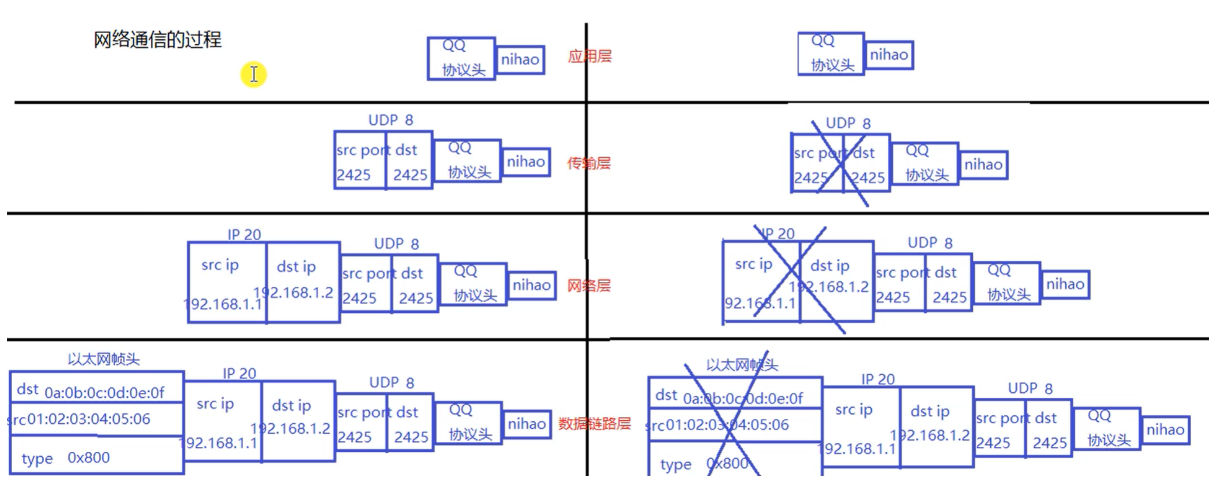 网络通信的过程
QQ
协议头
nihao
应用层
QQ
协议头
nihao
UDP 8
src port
2425
dst
2425
QQ
协议头
nihao
传输层
UDP 8
src port
2425
dst
2425
QQ
协议头
nihao
IP 20
src ip
192.168.1.1
dst ip
192.168.1.2
UDP 8
src port
2425
dst
2425
QQ
协议头
nihao
网络层
IP 20
src ip
92.168.1.1
dst ip
192.168.1.2
UDP 8
src port
2425
dst
2425
QQ
协议头
nihao
以太网帧头
dst 0a:0b:0c:0d:0e:0f
src01:02:03:04:05:06
type 0x800
IP 20
src ip
192.168.1.1
dst ip
192.168.1.2
UDP 8
src port
2425
dst
2425
QQ
协议头
nihao
数据链路层
以太网帧头
dst 0a:0b:0c:0d:0e:0f
src01:02:03:04:05:06
type 0x800
IP 20
src ip
192.168.1.1
dst ip
192.168.1.2
UDP 8
src port
2425
dst
2425
QQ
协议头
nihao